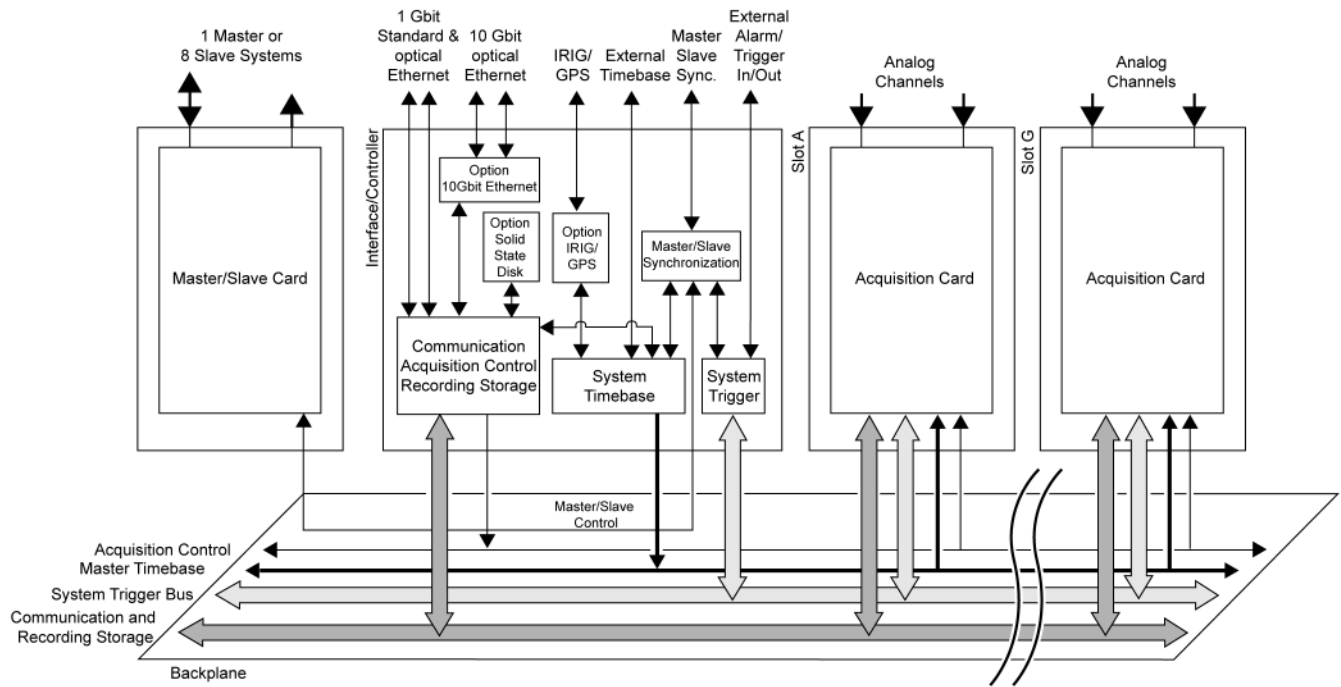 1 Master or
8 Slave Systems
1 Gbit
Standard &
optical
Ethernet
10 Gbit
optical
Ethernet
IRIG/
GPS
External
Timebase
Master
Slave
Sync.
External
Alarm/
Trigger
In/Out
Analog
Channels
Analog
Channels
Master/Slave Card
Interface/Controller
Option
10Gbit Ethernet
Option
Solid
State
Disk
Option
IRIG/
GPS
Master/Slave
Synchronization
Communication
Acquisition Control
Recording Storage
System
Timebase
System
Trigger
Slot A
Acquisition Card
Slot G
Acquisition Card
Master/Slave
Control
Acquisition Control
Master Timebase
System Trigger Bus
Communication and
Recording Storage
Backplane